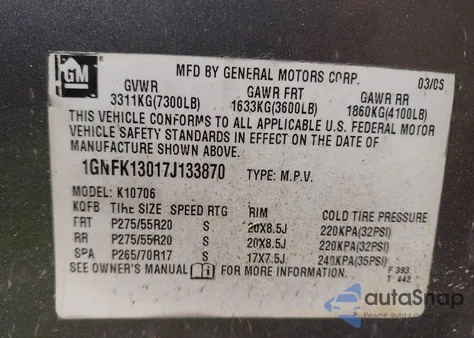 GM
MFD BY GENERAL MOTORS CORP. 03/05
GVWR GAWR FRT GAWR RR
3311KG(7300LB) 1633KG(3600LB) 1860KG(4100LB)
THIS VEHICLE CONFORMS TO ALL APPLICABLE U.S. FEDERAL MOTOR
VEHICLE SAFETY STANDARDS IN EFFECT ON THE DATE OF
MANUFACTURE SHOWN ABOVE.
1GNFK13017J133870 TYPE: M.P.V.
MODEL: K10706
TIRE SIZE SPEED RTG RIM COLD TIRE PRESSURE
FRT P275/55R20 S 20X8.5J 220KPA(32PSI)
RR P275/55R20 S 20X8.5J 220KPA(32PSI)
SPA P265/70R17 S 17X7.5J 240KPA(35PSI)
SEE OWNER'S MANUAL FOR MORE INFORMATION. F 393
T 442
autoSnap
Pewne auto z